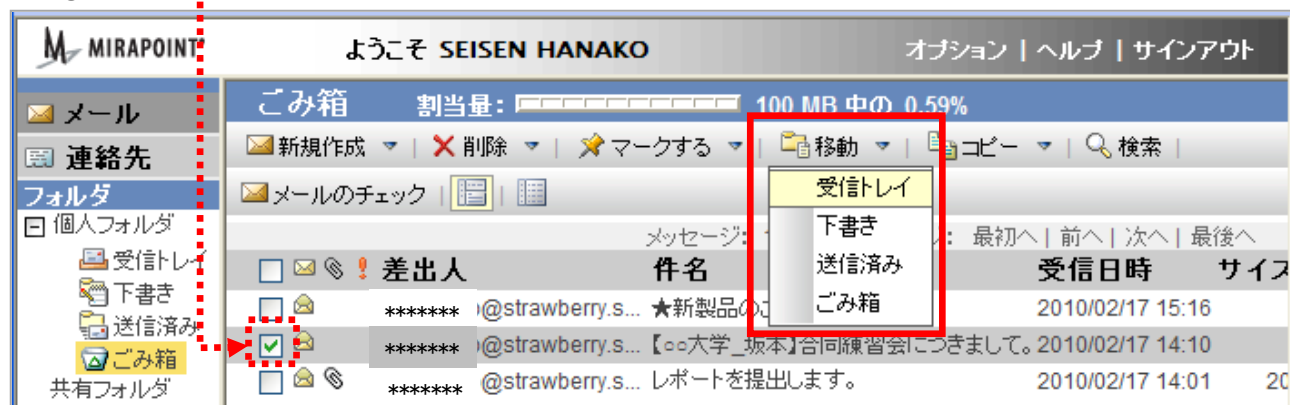 MIRAPOINT ようこそ SEISEN HANAKO オプション | ヘルプ | サインアウト
メール
連絡先
フォルダ
個人フォルダ
受信トレイ
下書き
送信済み
ごみ箱
共有フォルダ
ごみ箱 割当量: 100 MB 中の 0.59%
新規作成 | 削除 | マークする | 移動 | コピー | 検索 |
メールのチェック | |
受信トレイ
下書き
送信済み
ごみ箱
メッセージ: 最初へ | 前へ | 次へ | 最後へ
差出人 件名 受信日時 サイズ
******* @strawberry.s... ★新製品の 2010/02/17 15:16
******* @strawberry.s... 【○○大学_坂本】合同練習会につきまして。 2010/02/17 14:10
******* @strawberry.s... レポートを提出します。 2010/02/17 14:01 20